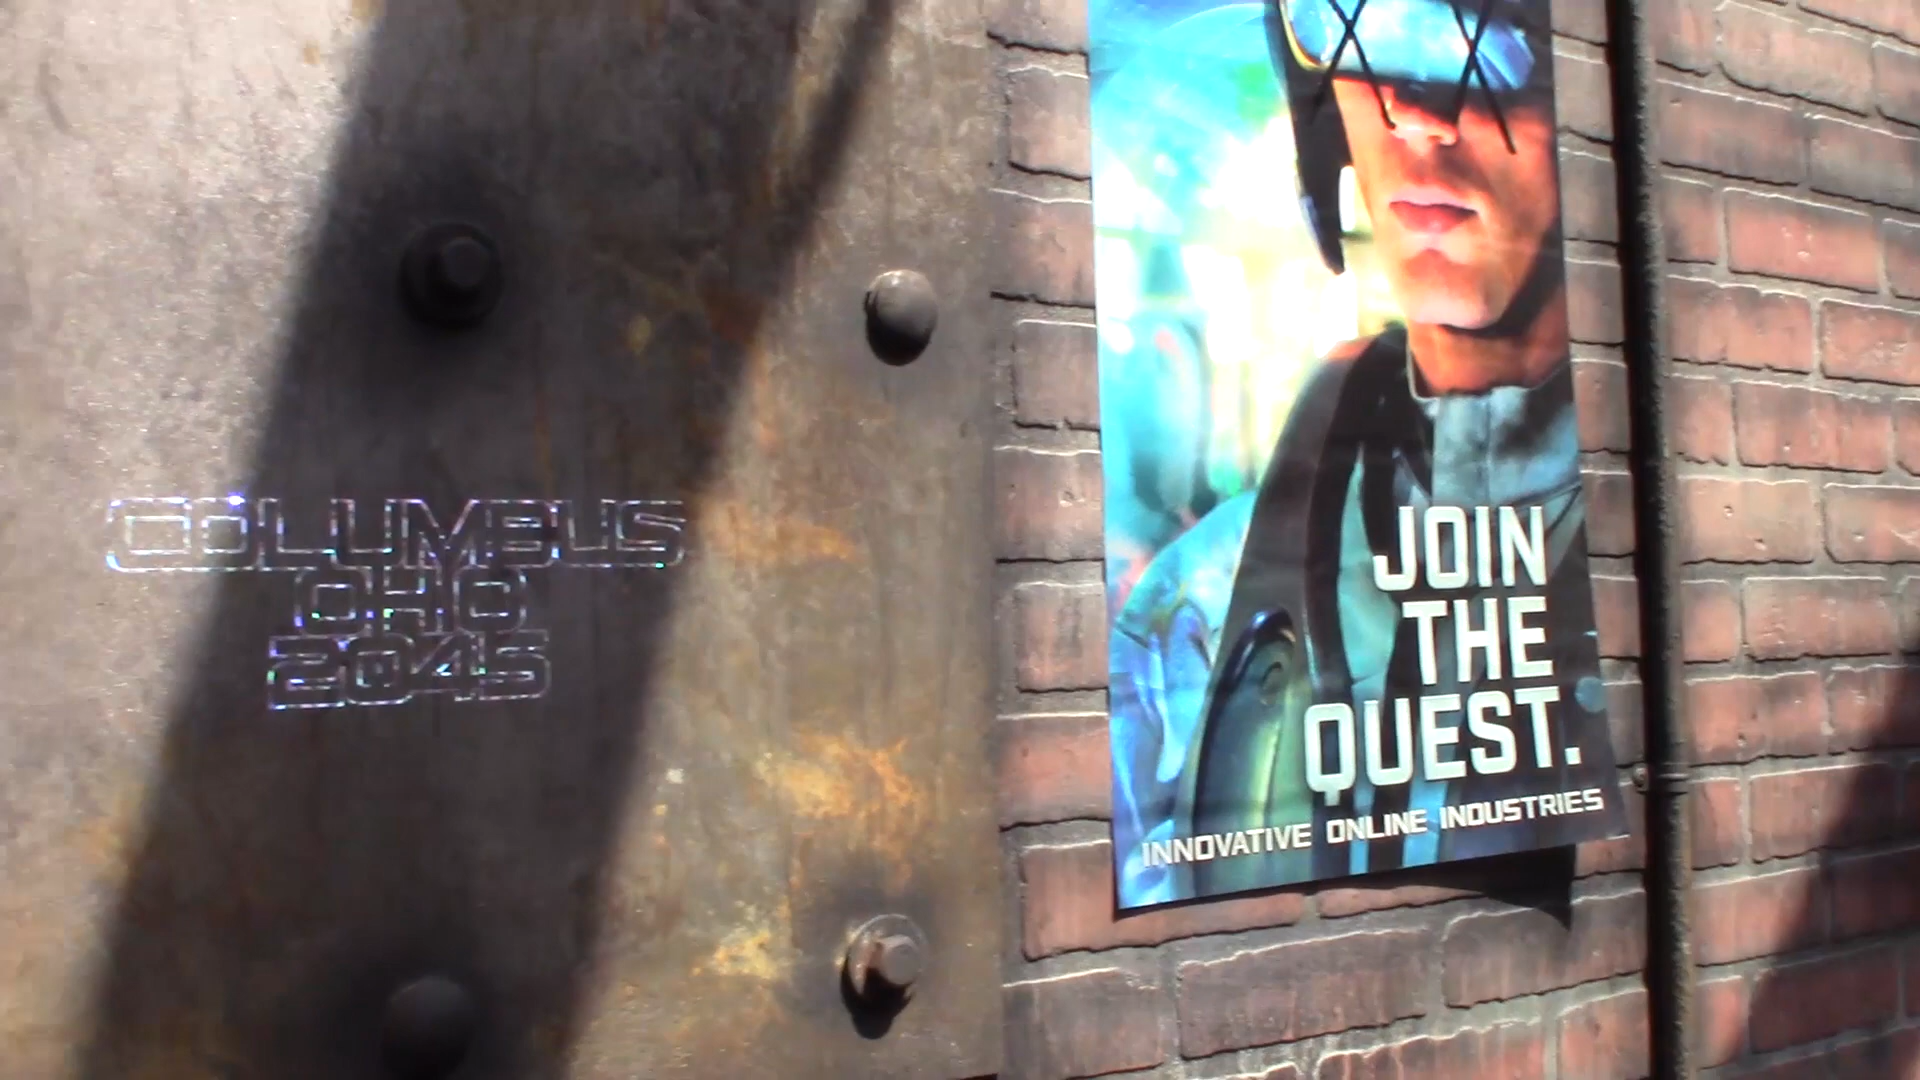 COLUMBUS
OHIO
2045
JOIN
THE
QUEST.
INNOVATIVE ONLINE INDUSTRIES